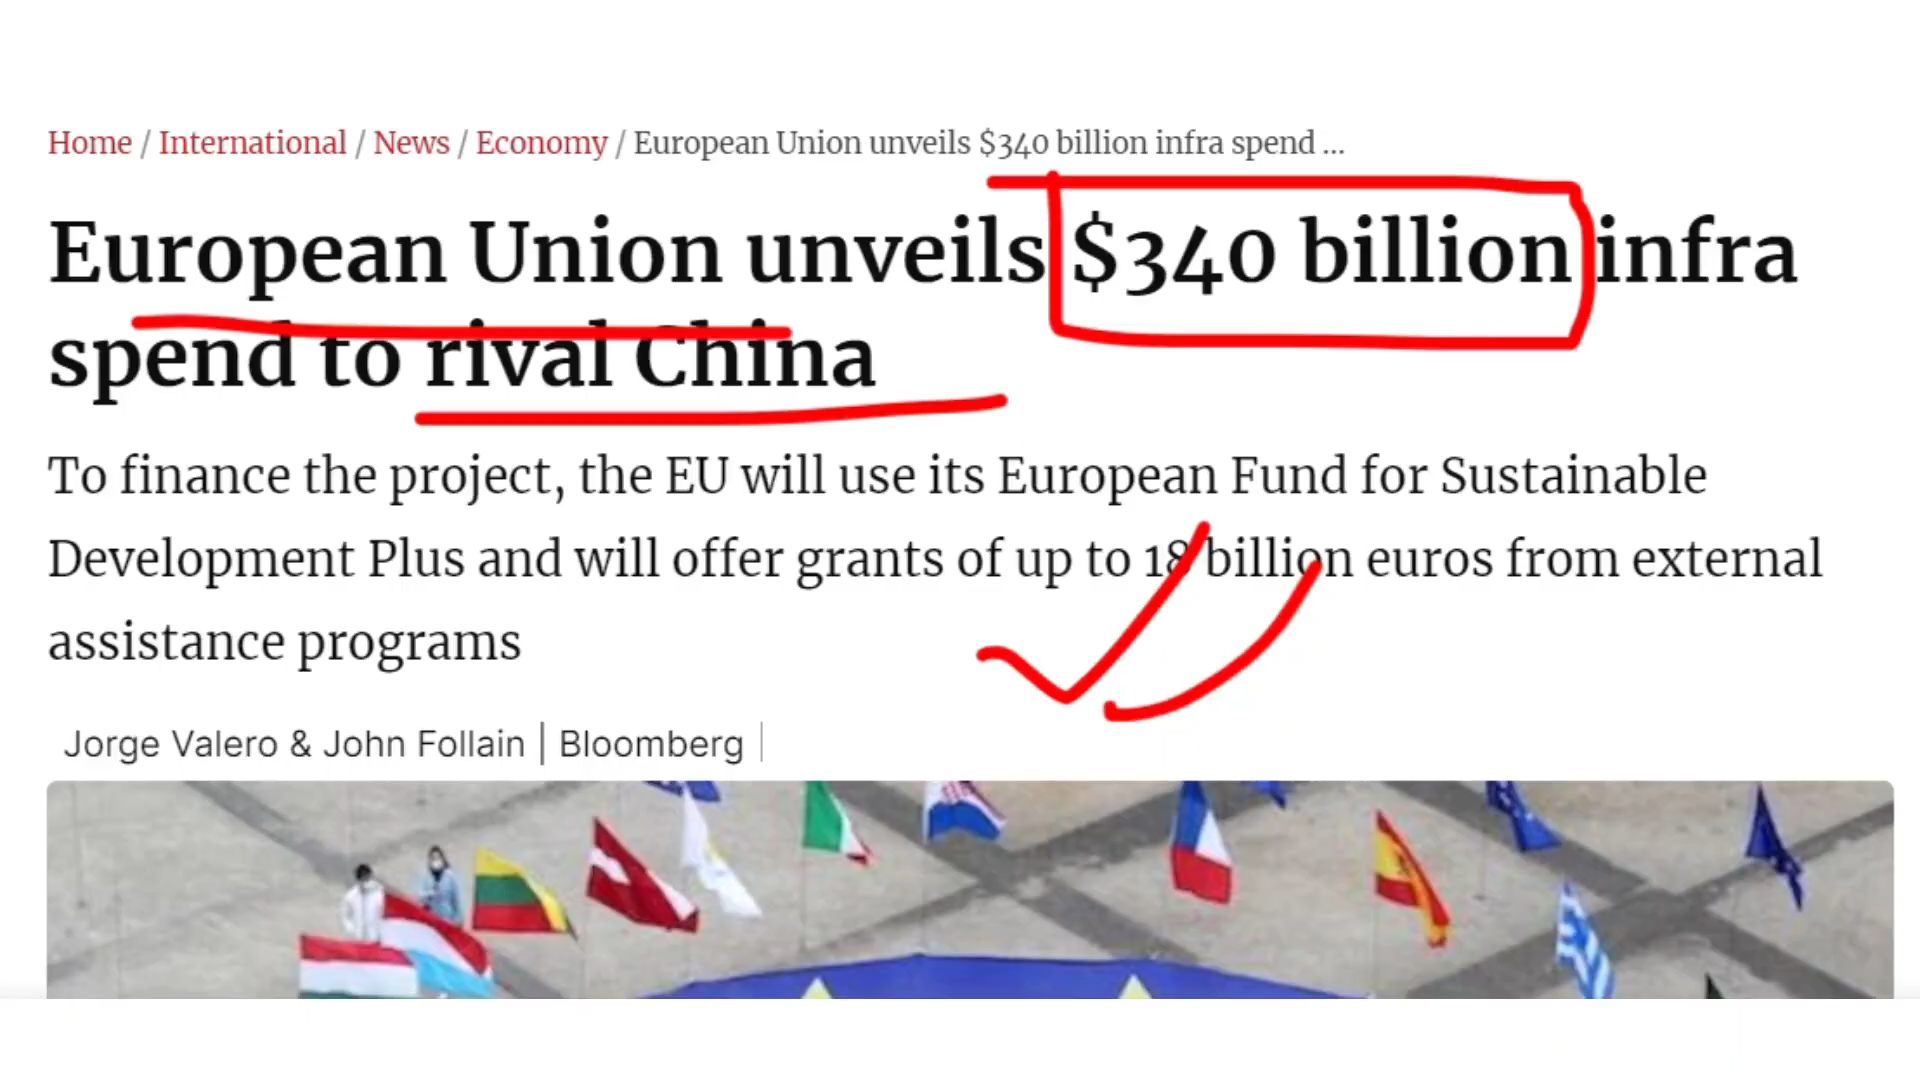 Home / International / News / Economy / European Union unveils $340 billion infra spend ...
European Union unveils $340 billion infra
spend to rival China
To finance the project, the EU will use its European Fund for Sustainable
Development Plus and will offer grants of up to 18 billion euros from external
assistance programs
Jorge Valero & John Follain | Bloomberg |